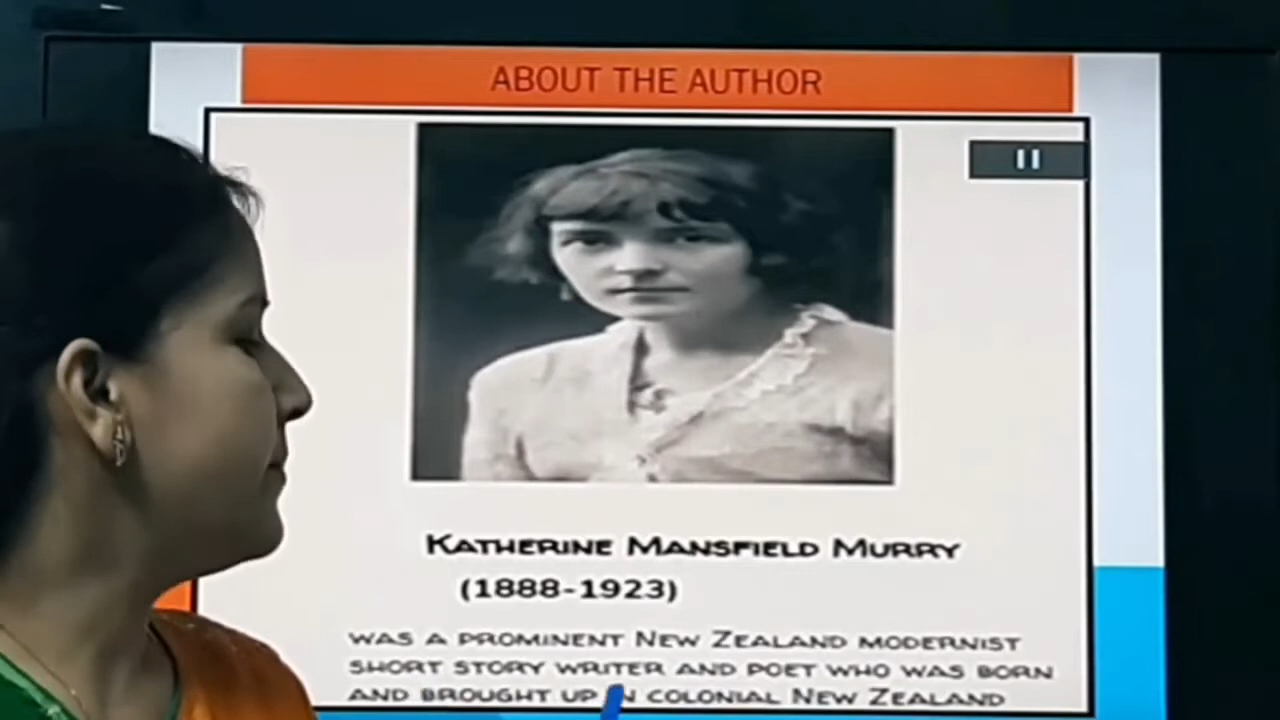 ABOUT THE AUTHOR
KATHERINE MANSFIELD MURRY
(1888-1923)
WAS A PROMINENT NEW ZEALAND MODERNIST
SHORT STORY WRITER AND POET WHO WAS BORN
AND BROUGHT UP IN COLONIAL NEW ZEALAND